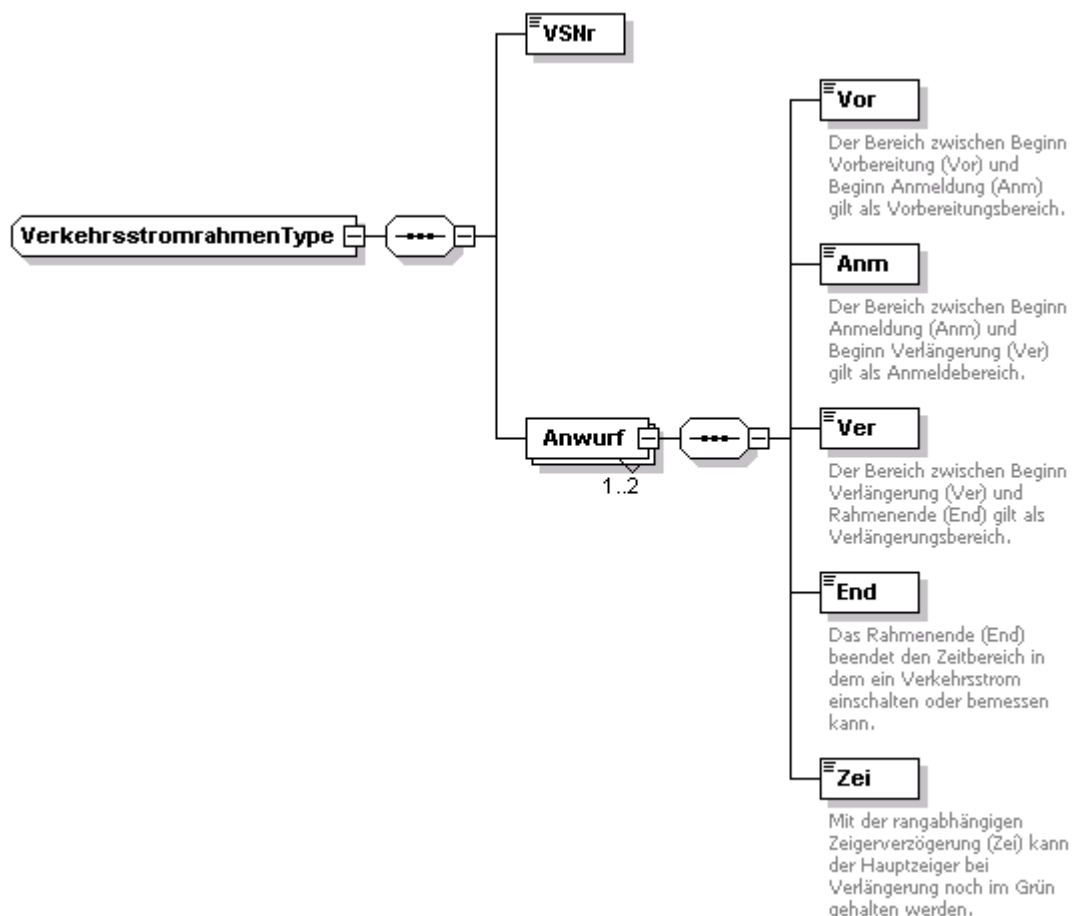 VSNr
Vor
Der Bereich zwischen Beginn
Vorbereitung (Vor) und
Beginn Anmeldung (Anm)
gilt als Vorbereitungsbereich.
VerkehrsstromrahmenType
Anm
Der Bereich zwischen Beginn
Anmeldung (Anm) und
Beginn Verlängerung (Ver)
gilt als Anmeldebereich.
Anwurf
1..2
Ver
Der Bereich zwischen Beginn
Verlängerung (Ver) und
Rahmenende (End) gilt als
Verlängerungsbereich.
End
Das Rahmenende (End)
beendet den Zeitbereich in
dem ein Verkehrsstrom
einschalten oder bemessen
kann.
Zei
Mit der rangabhängigen
Zeigerverzögerung (Zei) kann
der Hauptzeiger bei
Verlängerung noch im Grün
gehalten werden.